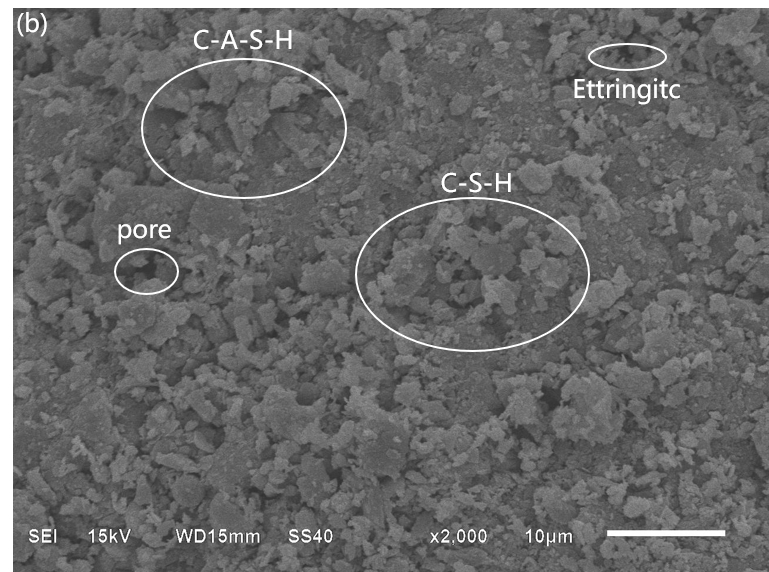 (b)
C-A-S-H
Ettringitc
C-S-H
pore
SEI 15kV WD15mm SS40 x2,000 10μm